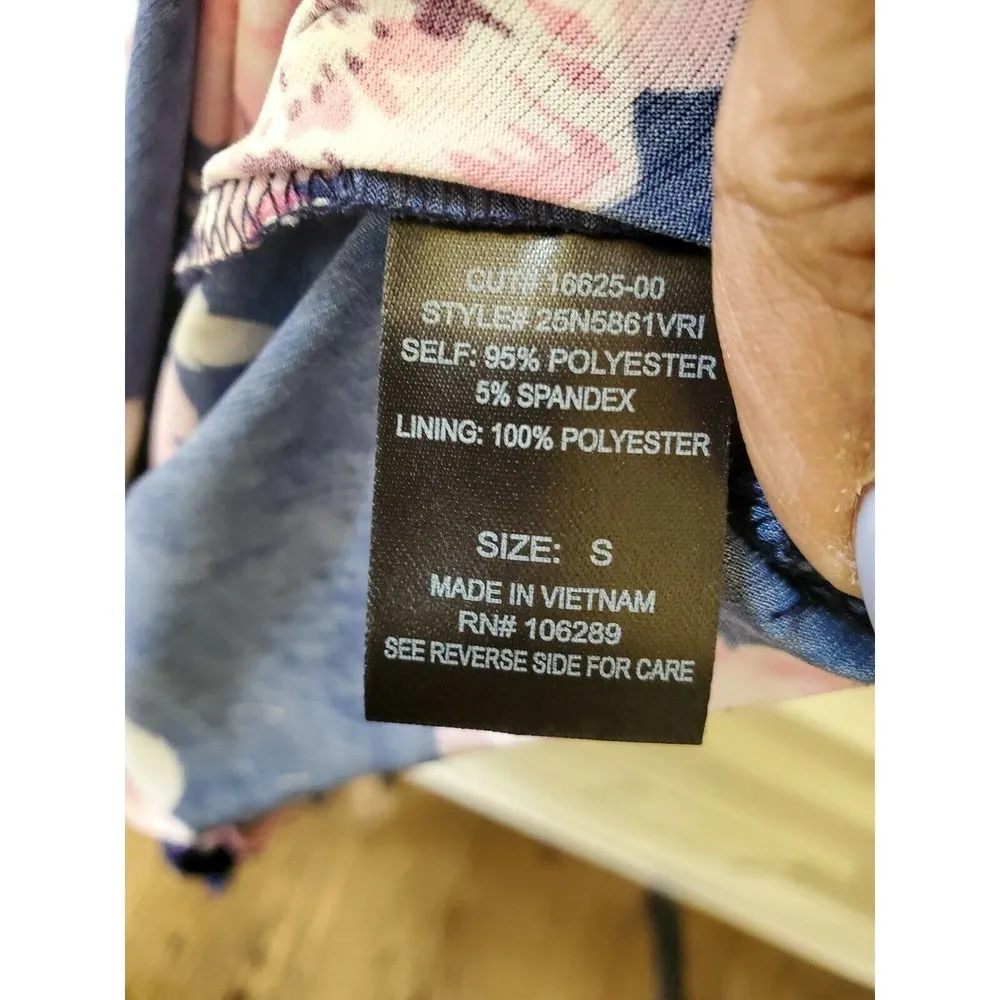 CUT# 16625-00
STYLE# 25N5861VRI
SELF: 95% POLYESTER
5% SPANDEX
LINING: 100% POLYESTER
SIZE: S
MADE IN VIETNAM
RN# 106289
SEE REVERSE SIDE FOR CARE